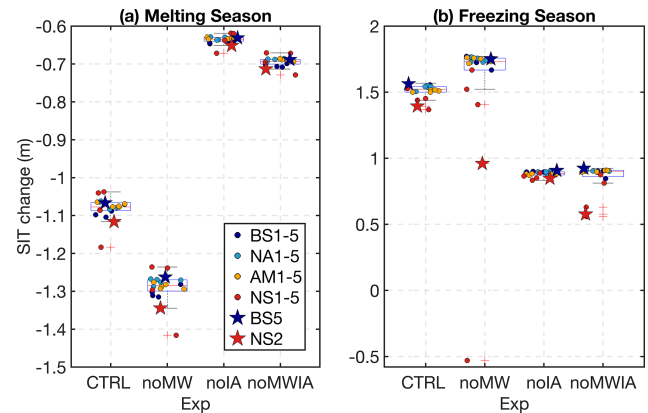 (a) Melting Season
-0.6
-0.7
-0.8
-0.9
-1
-1.1
-1.2
-1.3
-1.4
-1.5
SIT change (m)
CTRL noMW noIA noMWIA
Exp
BS1-5
NA1-5
AM1-5
NS1-5
BS5
NS2
(b) Freezing Season
2
1.5
1
0.5
0
-0.5
CTRL noMW noIA noMWIA
Exp